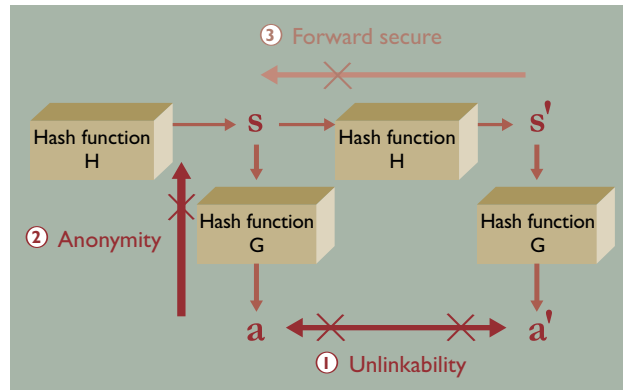 ③ Forward secure
Hash function
H
s
Hash function
H
s'
② Anonymity
Hash function
G
Hash function
G
a
a'
① Unlinkability